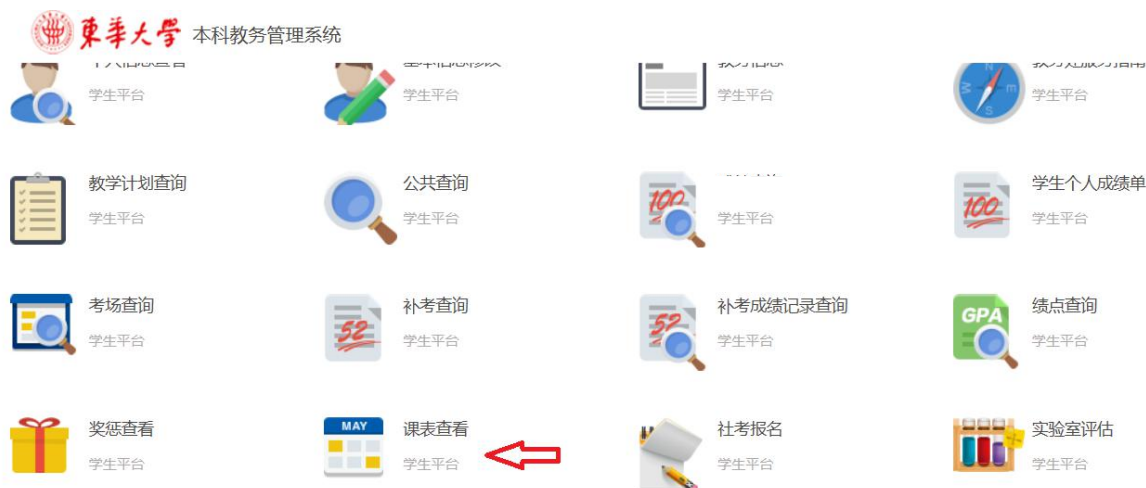 東華大學 本科教务管理系统
学生平台
学生平台
学生平台
学生平台
教学计划查询
学生平台
公共查询
学生平台
100
学生平台
100
学生个人成绩单
学生平台
考场查询
学生平台
52
补考查询
学生平台
52
补考成绩记录查询
学生平台
GPA
绩点查询
学生平台
奖惩查看
学生平台
MAY
课表查看
学生平台
社考报名
学生平台
实验室评估
学生平台